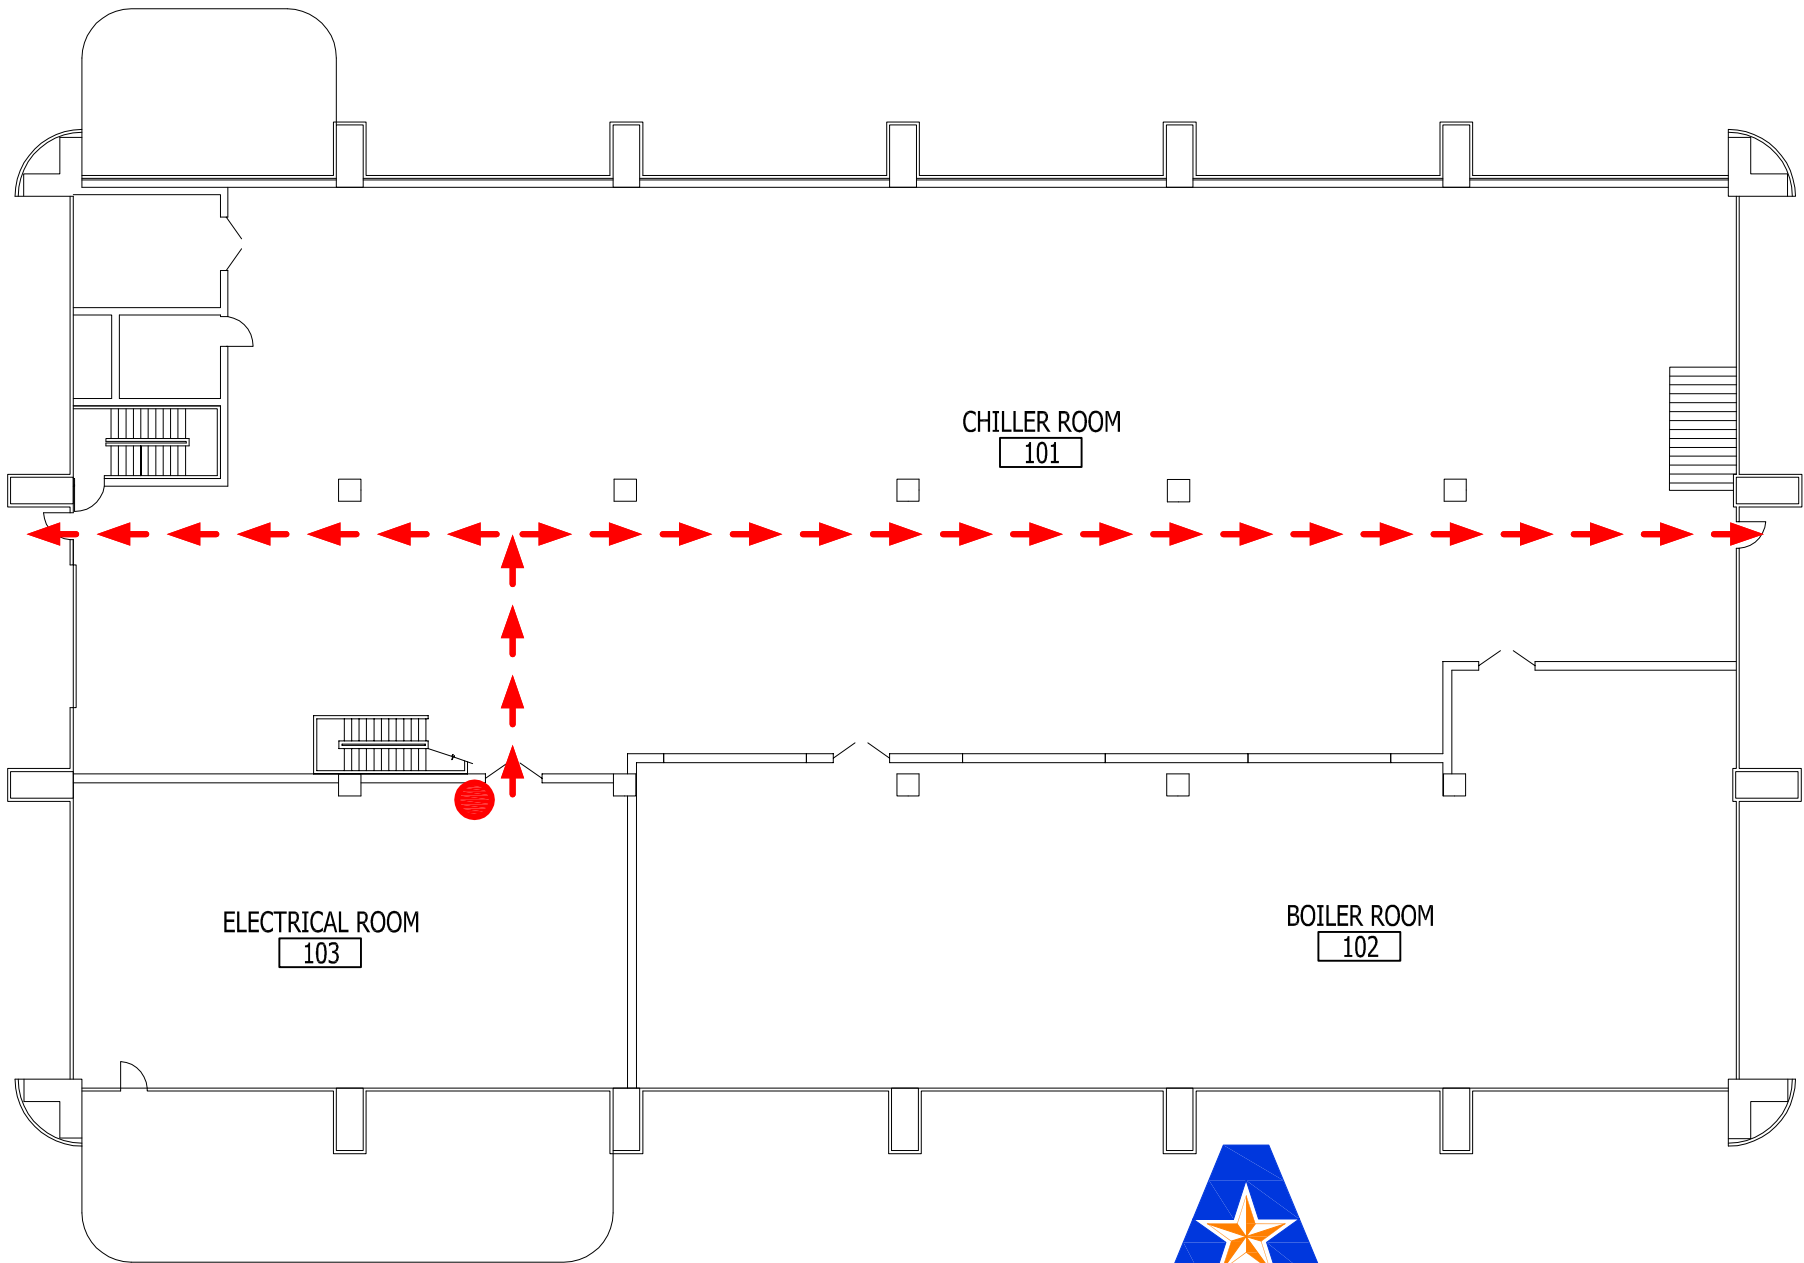 CHILLER ROOM
101
ELECTRICAL ROOM
103
BOILER ROOM
102